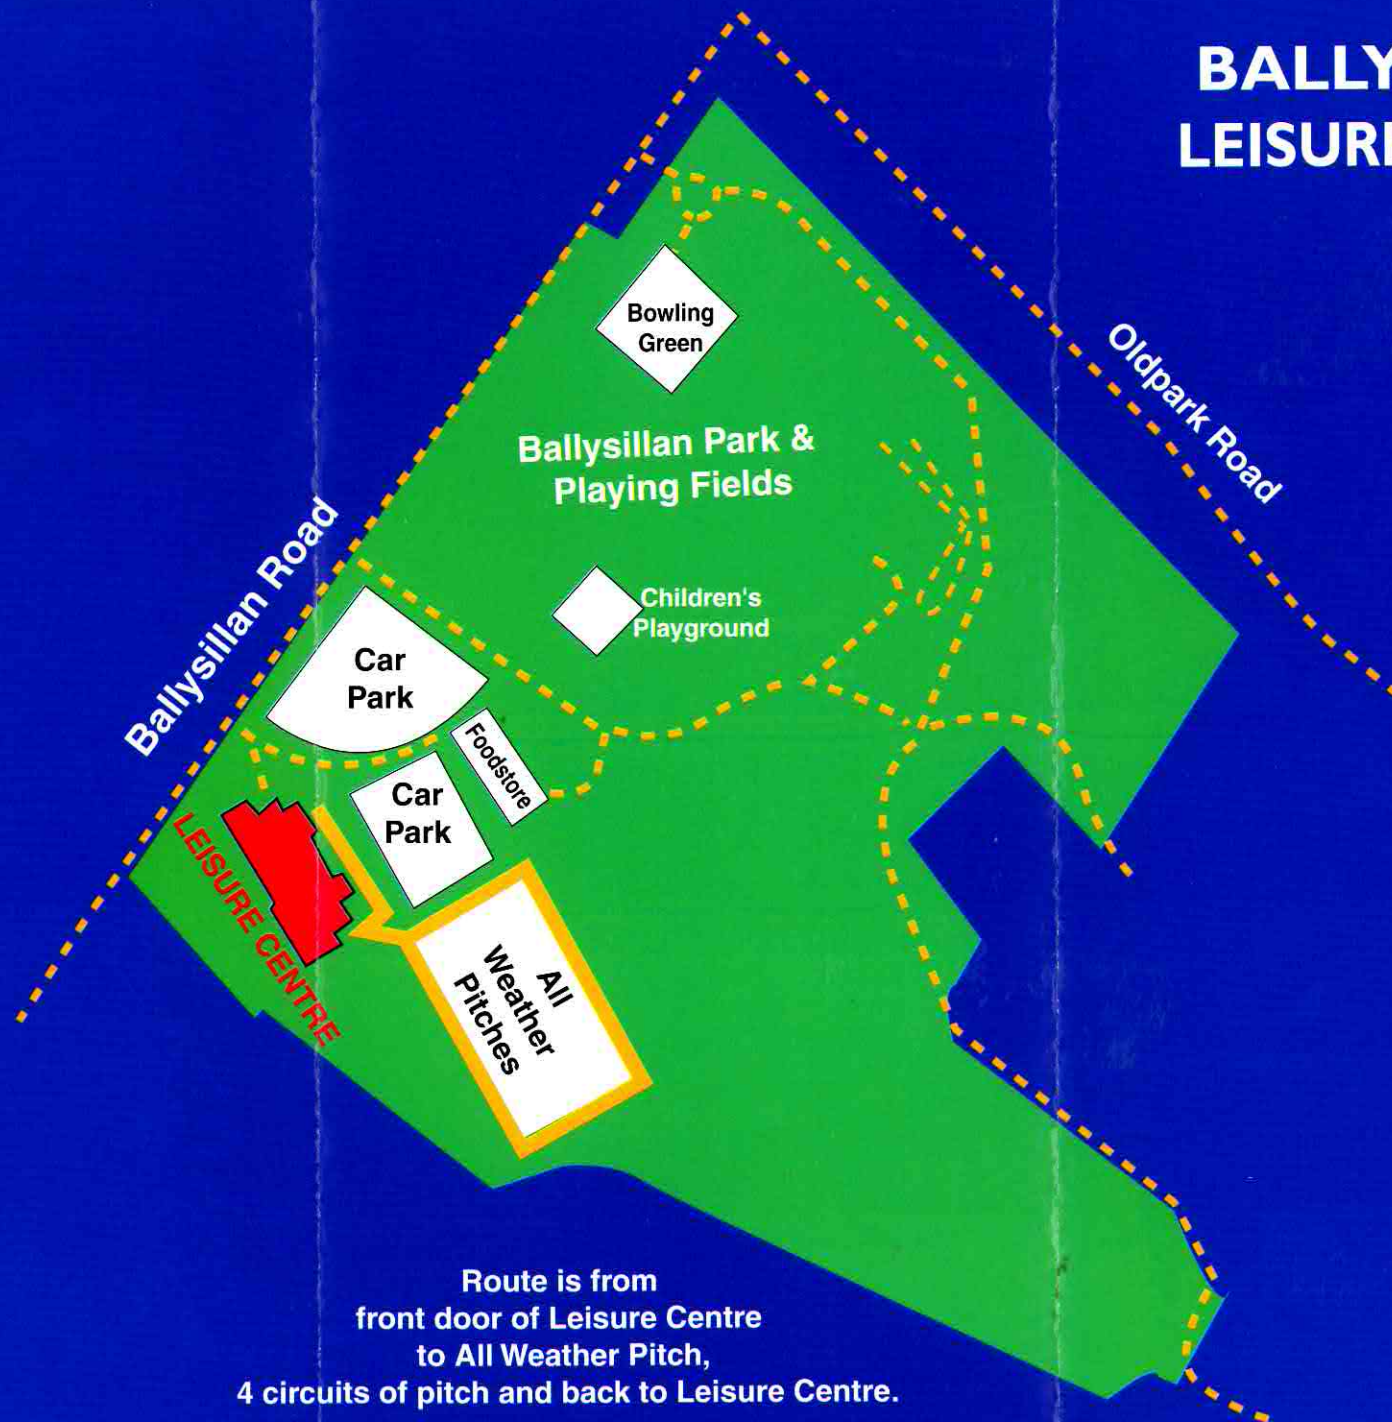 BALLY
LEISUR
Oldpark Road
Bowling
Green
Ballysillan Park &
Playing Fields
Ballysillan Road
Children's
Playground
Car
Park
Foodstore
Car
Park
LEISURE CENTRE
All
Weather
Pitches
Route is from
front door of Leisure Centre
to All Weather Pitch,
4 circuits of pitch and back to Leisure Centre.